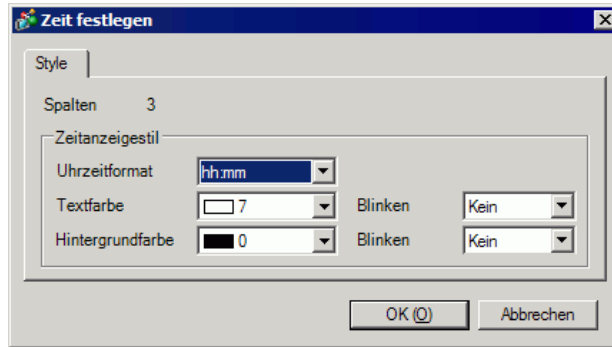 Zeit festlegen
Style
Spalten 3
Zeitanzeigestil
Uhrzeitformat hh:mm
Textfarbe 7 Blinken Kein
Hintergrundfarbe 0 Blinken Kein
OK (O) Abbrechen